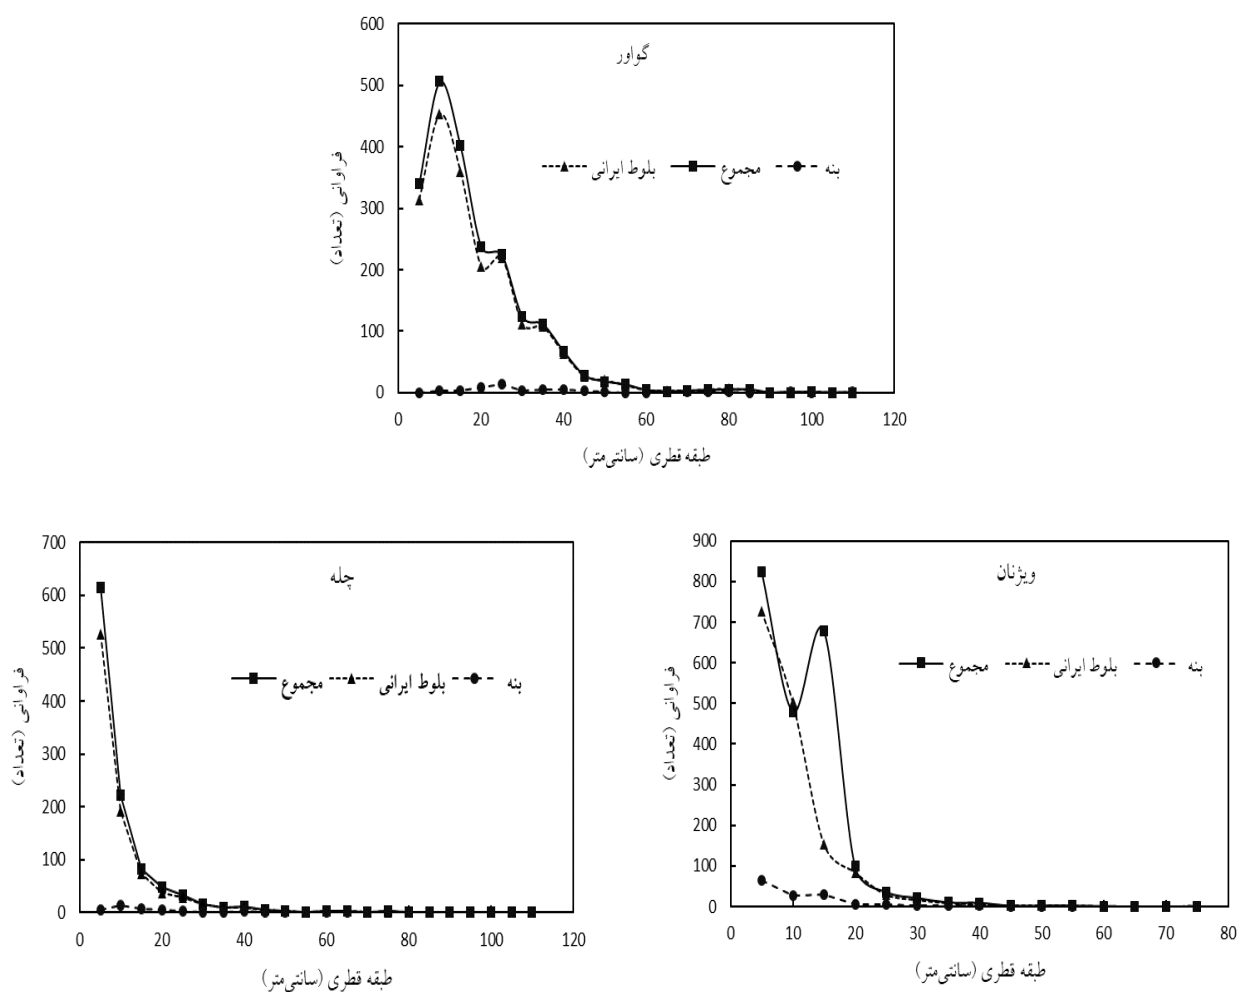 گواور
600
500
400
300
200
100
0
فراوانی (تعداد)
بلوط ایرانی مجموع بنه
0 20 40 60 80 100 120
طبقه قطری (سانتی‌متر)
چله
700
600
500
400
300
200
100
0
فراوانی (تعداد)
مجموع بلوط ایرانی بنه
0 20 40 60 80 100 120
طبقه قطری (سانتی‌متر)
ویژنان
900
800
700
600
500
400
300
200
100
0
فراوانی (تعداد)
مجموع بلوط ایرانی بنه
0 10 20 30 40 50 60 70 80
طبقه قطری (سانتی‌متر)